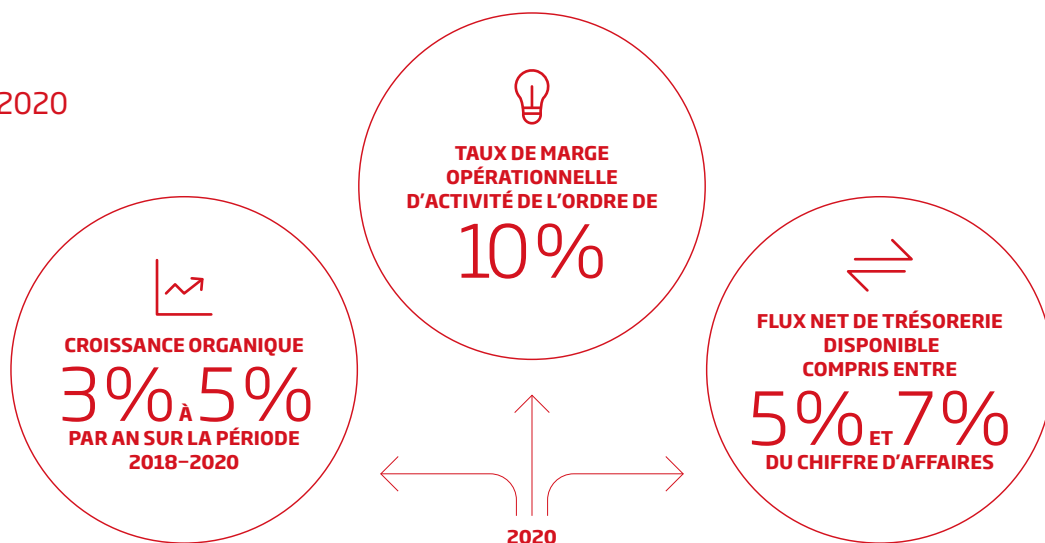 2020
TAUX DE MARGE
OPÉRATIONNELLE
D'ACTIVITÉ DE L'ORDRE DE
10%
CROISSANCE ORGANIQUE
3% À 5%
PAR AN SUR LA PÉRIODE
2018–2020
FLUX NET DE TRÉSORERIE
DISPONIBLE
COMPRIS ENTRE
5% ET 7%
DU CHIFFRE D'AFFAIRES
2020